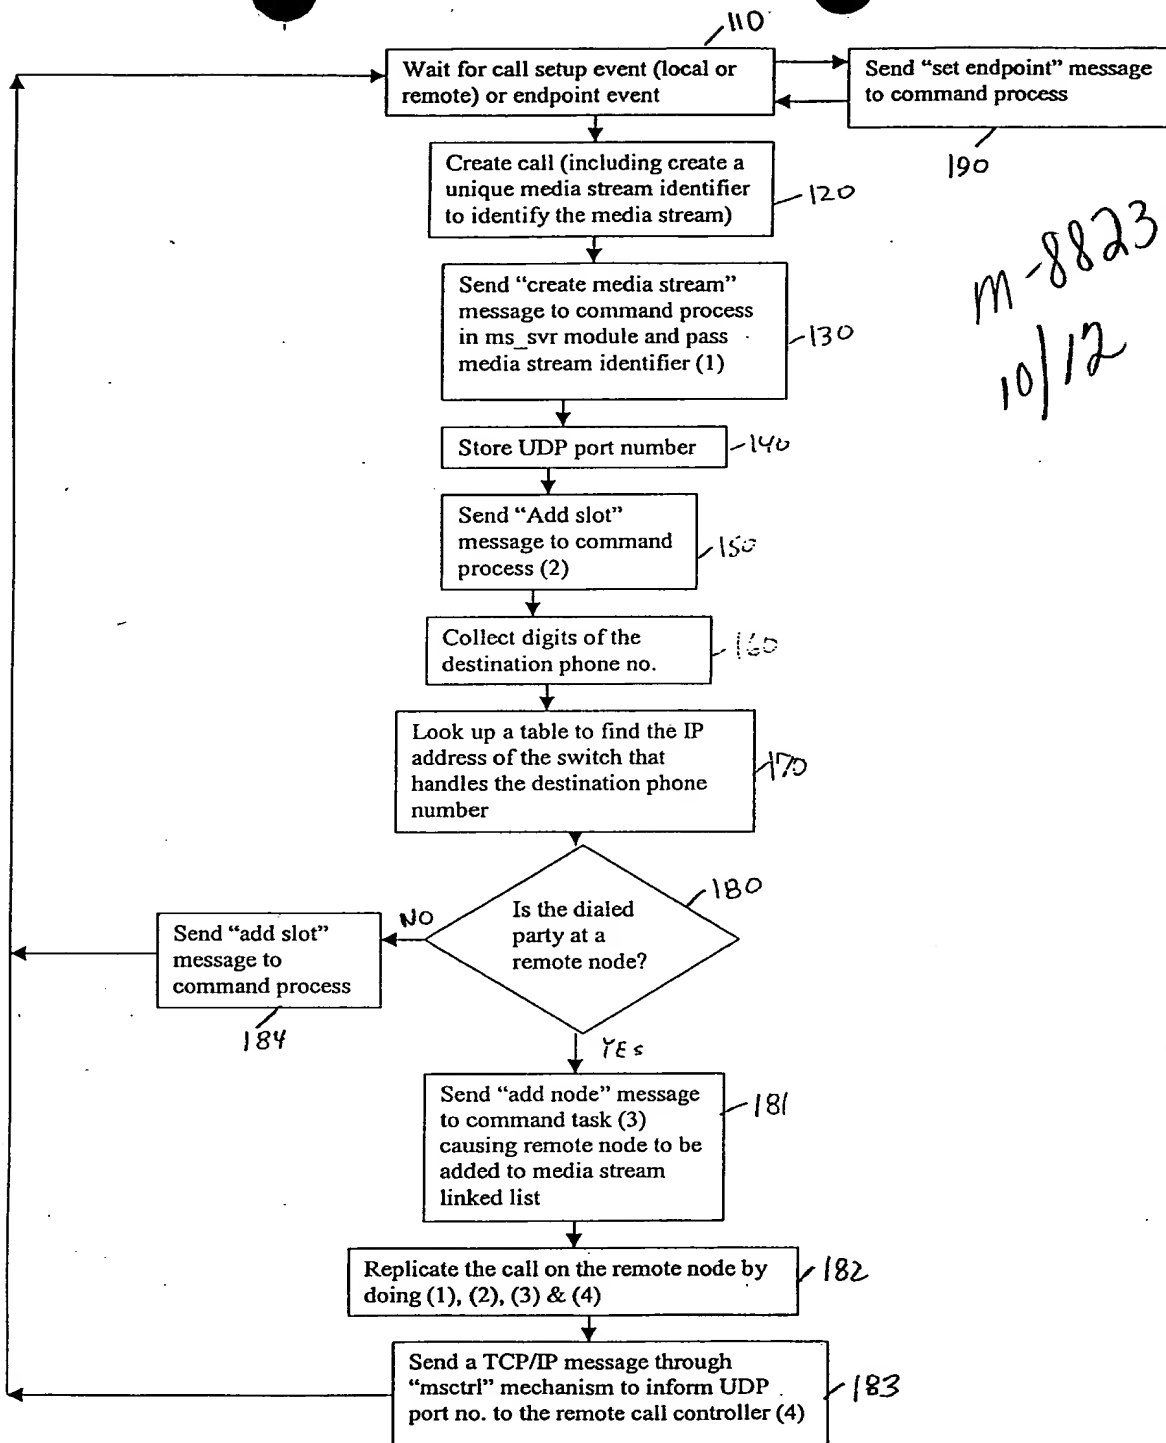 110
Wait for call setup event (local or
remote) or endpoint event
Send “set endpoint” message
to command process
190
Create call (including create a
unique media stream identifier
to identify the media stream)
120
m-8823
10/12
Send “create media stream”
message to command process
in ms_svr module and pass
media stream identifier (1)
130
Store UDP port number
140
Send “Add slot”
message to command
process (2)
150
Collect digits of the
destination phone no.
160
Look up a table to find the IP
address of the switch that
handles the destination phone
number
170
180
Is the dialed
party at a
remote node?
NO
Send “add slot”
message to
command process
184
YES
Send “add node” message
to command task (3)
causing remote node to be
added to media stream
linked list
181
Replicate the call on the remote node by
doing (1), (2), (3) & (4)
182
Send a TCP/IP message through
“msctrl” mechanism to inform UDP
port no. to the remote call controller (4)
183